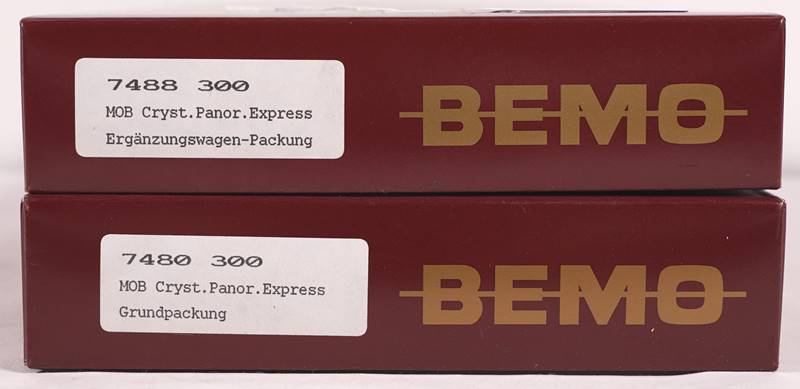 7488 300
MOB Cryst.Panor.Express
Ergänzungswagen-Packung
BEMO
7480 300
MOB Cryst.Panor.Express
Grundpackung
BEMO